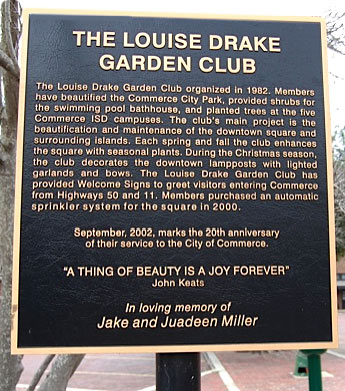 THE LOUISE DRAKE
GARDEN CLUB
The Louise Drake Garden Club organized in 1982. Members
have beautified the Commerce City Park, provided shrubs for
the swimming pool bathhouse, and planted trees at the five
Commerce ISD campuses. The club's main project is the
beautification and maintenance of the downtown square and
surrounding islands. Each spring and fall the club enhances
the square with seasonal plants. During the Christmas season,
the club decorates the downtown lampposts with lighted
garlands and bows. The Louise Drake Garden Club has
provided Welcome Signs to greet visitors entering Commerce
from Highways 50 and 11. Members purchased an automatic
sprinkler system for the square in 2000.
September, 2002, marks the 20th anniversary
of their service to the City of Commerce.
"A THING OF BEAUTY IS A JOY FOREVER"
John Keats
In loving memory of
Jake and Juadeen Miller